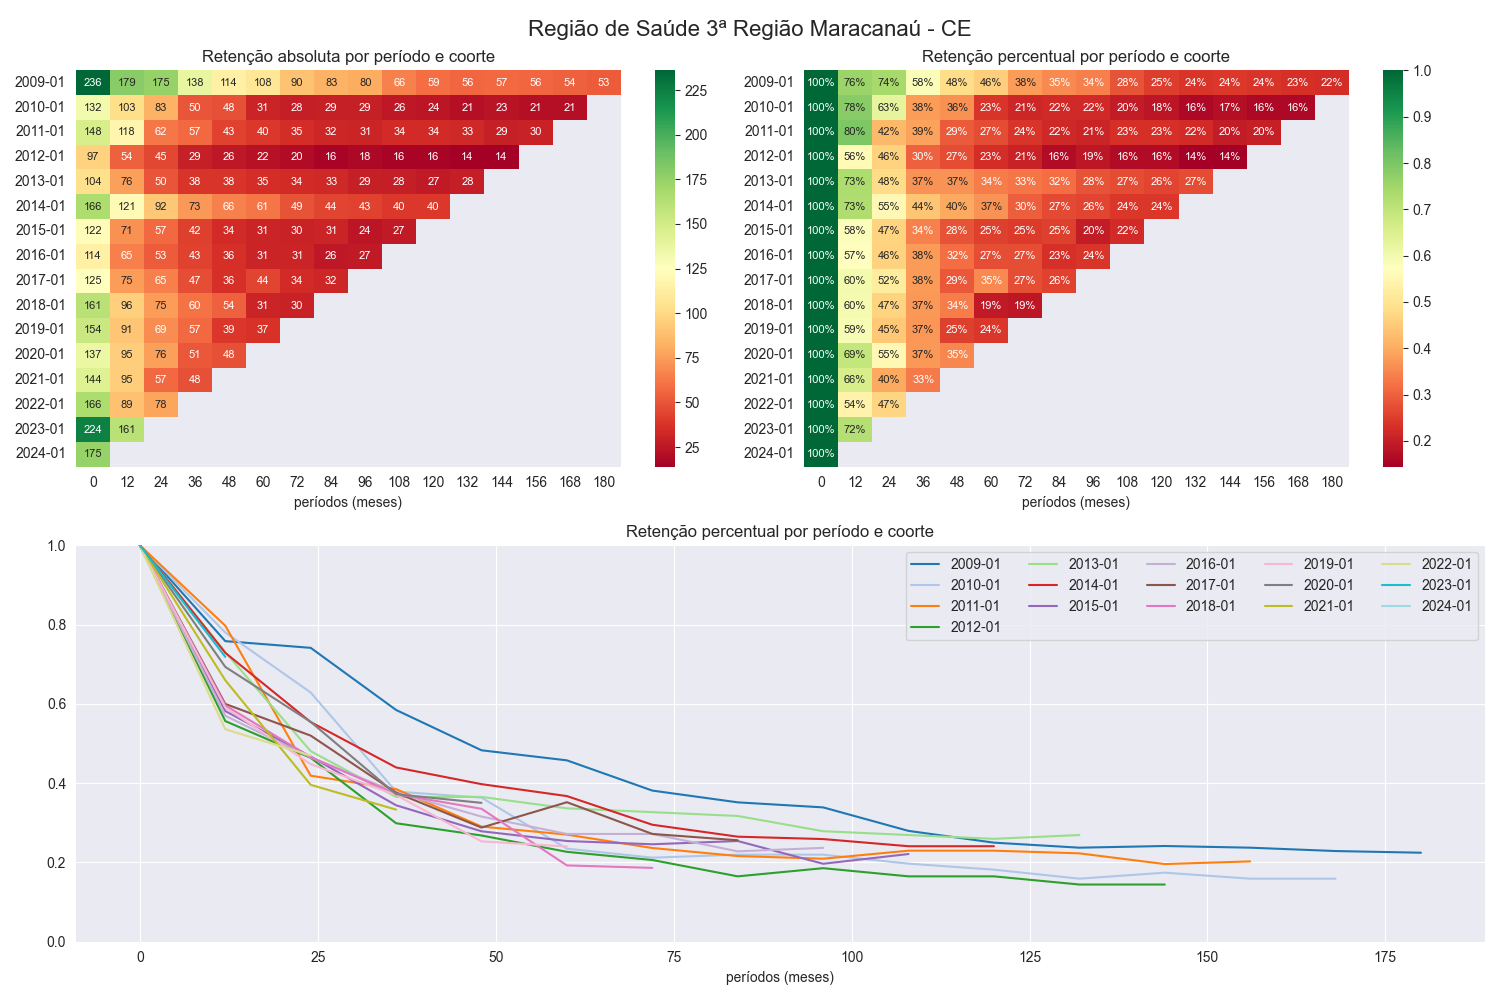 Região de Saúde 3ª Região Maracanaú - CE
Retenção absoluta por período e coorte
2009-01 236 179 175 138 114 108 90 83 80 66 59 56 57 56 54 53
2010-01 132 103 83 50 48 31 28 29 29 26 24 21 23 21 21
2011-01 148 118 62 57 43 40 35 32 31 34 34 33 29 30
2012-01 97 54 45 29 26 22 20 16 18 16 16 14 14
2013-01 104 76 50 38 38 35 34 33 29 28 27 28
2014-01 166 121 92 73 66 61 49 44 43 40 40
2015-01 122 71 57 42 34 31 30 31 24 27
2016-01 114 65 53 43 36 31 31 26 27
2017-01 125 75 65 47 36 44 34 32
2018-01 161 96 75 60 54 31 30
2019-01 154 91 69 57 39 37
2020-01 137 95 76 51 48
2021-01 144 95 57 48
2022-01 166 89 78
2023-01 224 161
2024-01 175
0 12 24 36 48 60 72 84 96 108 120 132 144 156 168 180
períodos (meses)
225
200
175
150
125
100
75
50
25
Retenção percentual por período e coorte
2009-01 100% 76% 74% 58% 48% 46% 38% 35% 34% 28% 25% 24% 24% 24% 23% 22%
2010-01 100% 78% 63% 38% 36% 23% 21% 22% 22% 20% 18% 16% 17% 16% 16%
2011-01 100% 80% 42% 39% 29% 27% 24% 22% 21% 23% 23% 22% 20% 20%
2012-01 100% 56% 46% 30% 27% 23% 21% 16% 19% 16% 16% 14% 14%
2013-01 100% 73% 48% 37% 37% 34% 33% 32% 28% 27% 26% 27%
2014-01 100% 73% 55% 44% 40% 37% 30% 27% 26% 24% 24%
2015-01 100% 58% 47% 34% 28% 25% 25% 25% 20% 22%
2016-01 100% 57% 46% 38% 32% 27% 27% 23% 24%
2017-01 100% 60% 52% 38% 29% 35% 27% 26%
2018-01 100% 60% 47% 37% 34% 19% 19%
2019-01 100% 59% 45% 37% 25% 24%
2020-01 100% 69% 55% 37% 35%
2021-01 100% 66% 40% 33%
2022-01 100% 54% 47%
2023-01 100% 72%
2024-01 100%
0 12 24 36 48 60 72 84 96 108 120 132 144 156 168 180
períodos (meses)
1.0
0.9
0.8
0.7
0.6
0.5
0.4
0.3
0.2
Retenção percentual por período e coorte
1.0
0.8
0.6
0.4
0.2
0.0
2009-01 2013-01 2016-01 2019-01 2022-01
2010-01 2014-01 2017-01 2020-01 2023-01
2011-01 2015-01 2018-01 2021-01 2024-01
2012-01
0 25 50 75 100 125 150 175
períodos (meses)